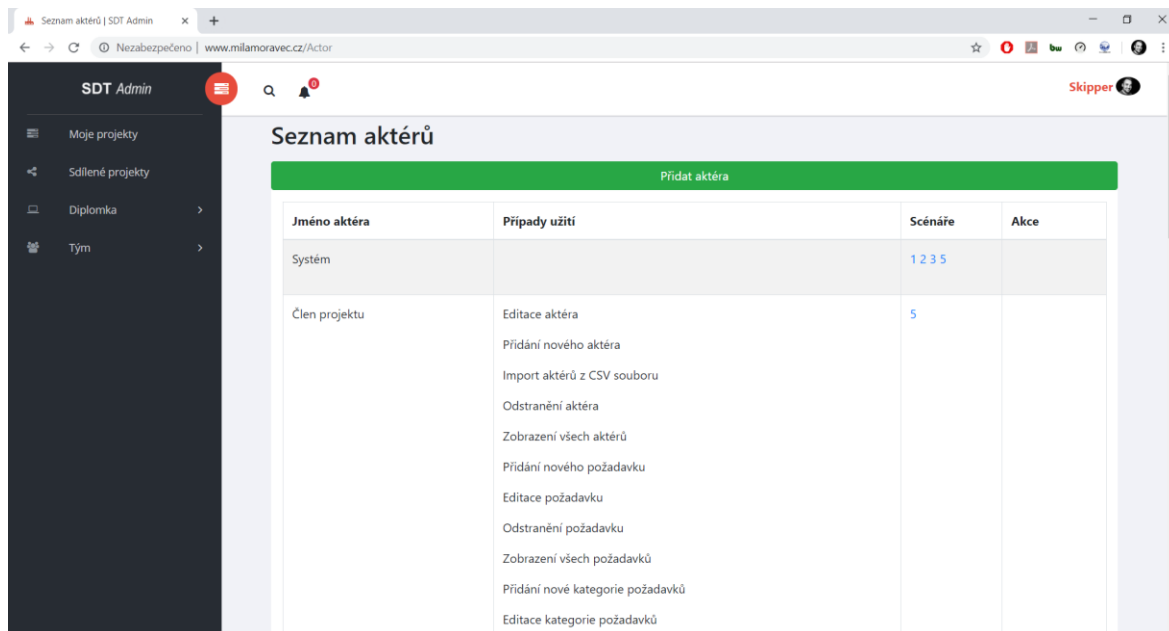 Seznam aktérů | SDT Admin
Nezabezpečeno | www.milamoravec.cz/Actor
bw
SDT Admin
0
Skipper
Moje projekty
Sdílené projekty
Diplomka
Tým
Seznam aktérů
Přidat aktéra
Jméno aktéra Případy užití Scénáře Akce
Systém 1 2 3 5
Člen projektu Editace aktéra 5
Přidání nového aktéra
Import aktérů z CSV souboru
Odstranění aktéra
Zobrazení všech aktérů
Přidání nového požadavku
Editace požadavku
Odstranění požadavku
Zobrazení všech požadavků
Přidání nové kategorie požadavků
Editace kategorie požadavků